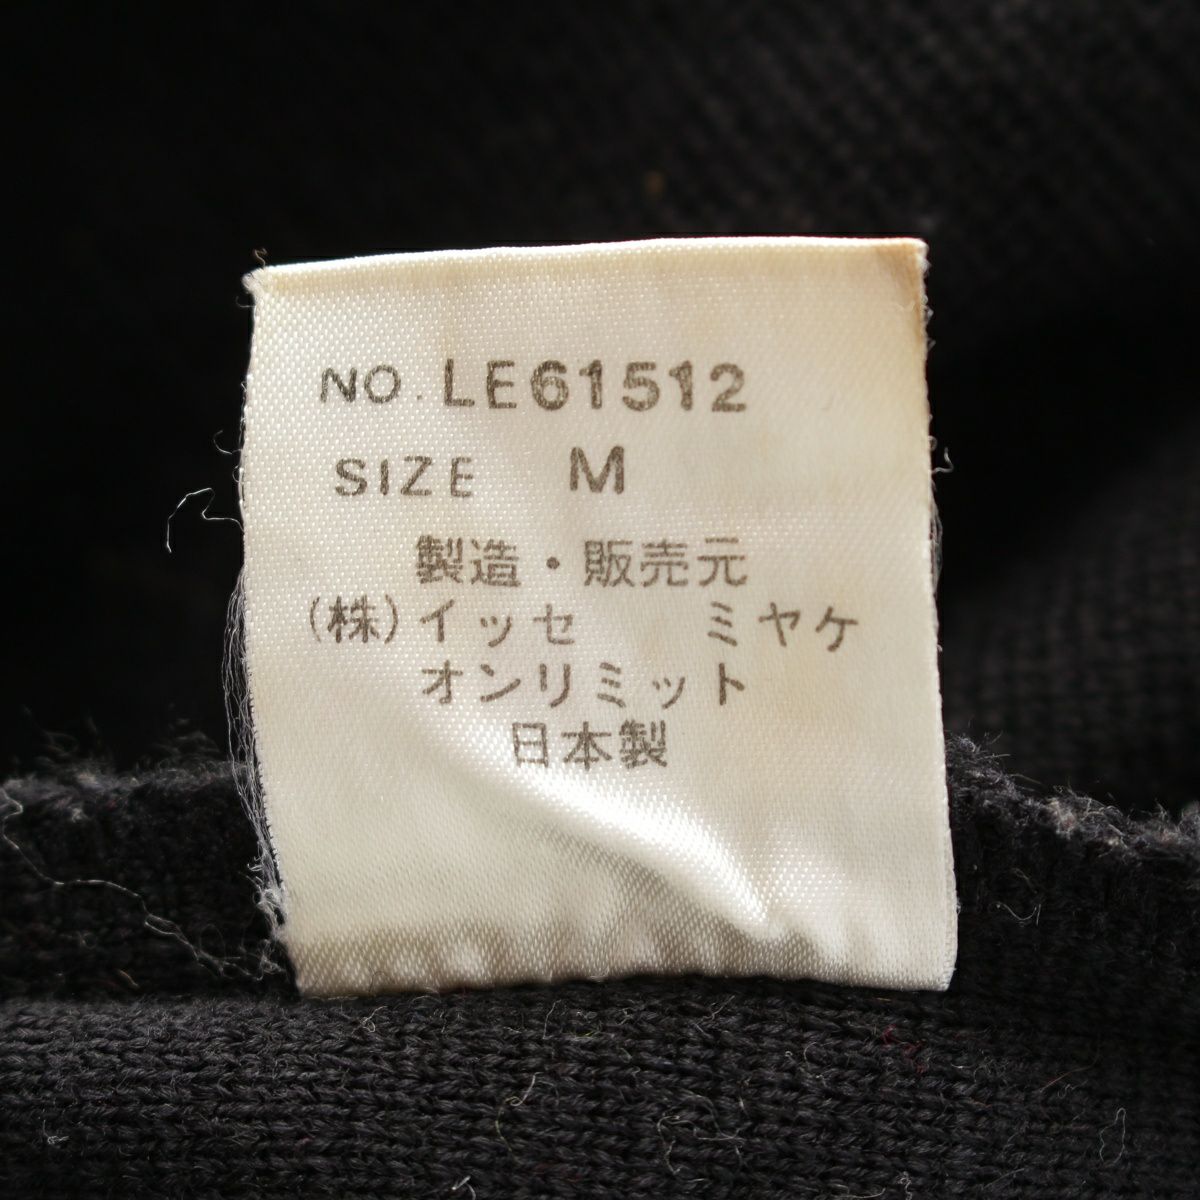 NO. LE61512
SIZE M
製造・販売元
(株)イッセ ミヤケ
オンリミット
日本製